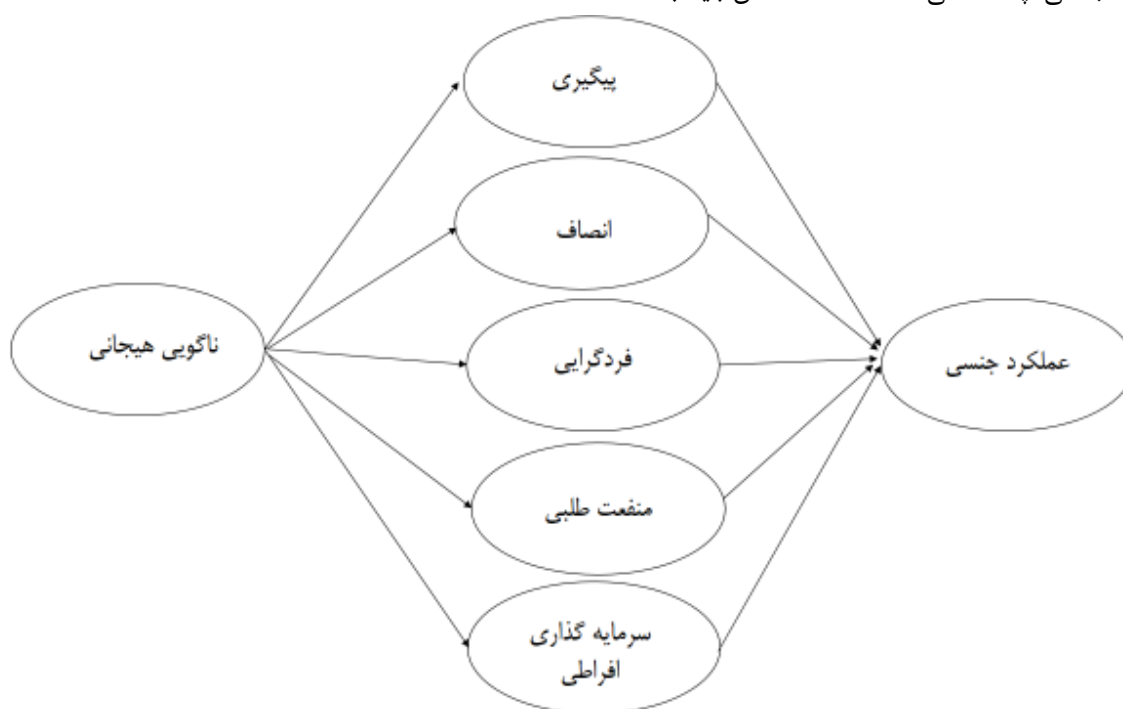 پیگیری
انصاف
ناگویی هیجانی
فردگرایی
عملکرد جنسی
منفعت طلبی
سرمایه گذاری
افراطی